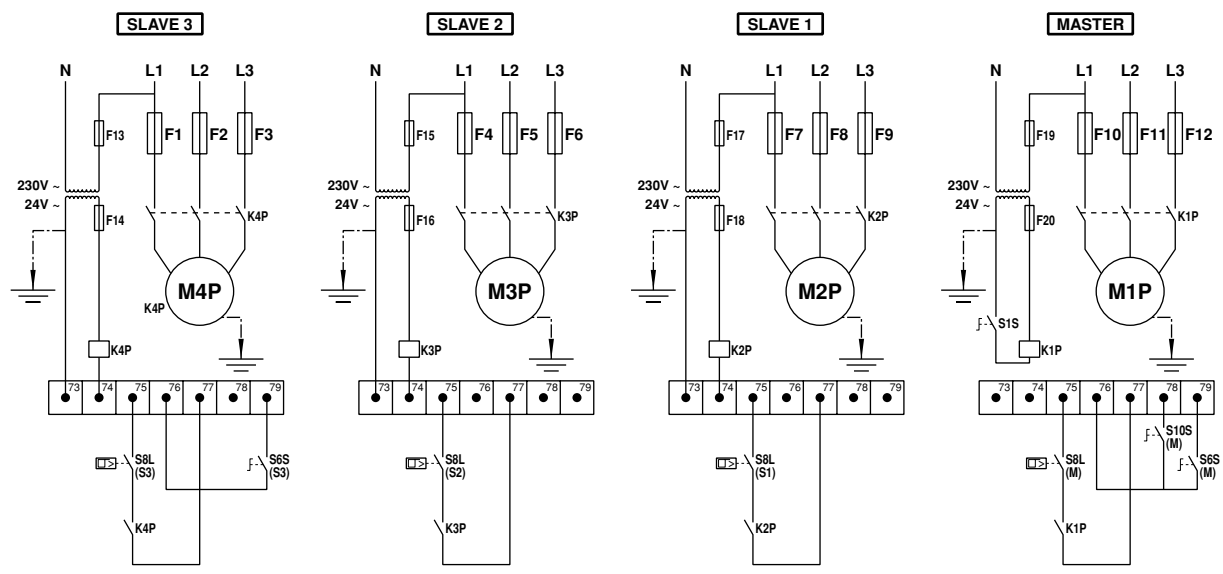 SLAVE 3 SLAVE 2 SLAVE 1 MASTER
N L1 L2 L3 N L1 L2 L3 N L1 L2 L3 N L1 L2 L3
F13 F1 F2 F3 F15 F4 F5 F6 F17 F7 F8 F9 F19 F10 F11 F12
230V ~ 230V ~ 230V ~ 230V ~
24V ~ 24V ~ 24V ~ 24V ~
F14 K4P F16 K3P F18 K2P F20 K1P
M4P M3P M2P M1P
K4P
S1S
K4P K3P K2P K1P
73 74 75 76 77 78 79 73 74 75 76 77 78 79 73 74 75 76 77 78 79 73 74 75 76 77 78 79
S10S
(M)
S8L S6S S8L S8L S8L S6S
(S3) (S3) (S2) (S1) (M) (M)
K4P K3P K2P K1P